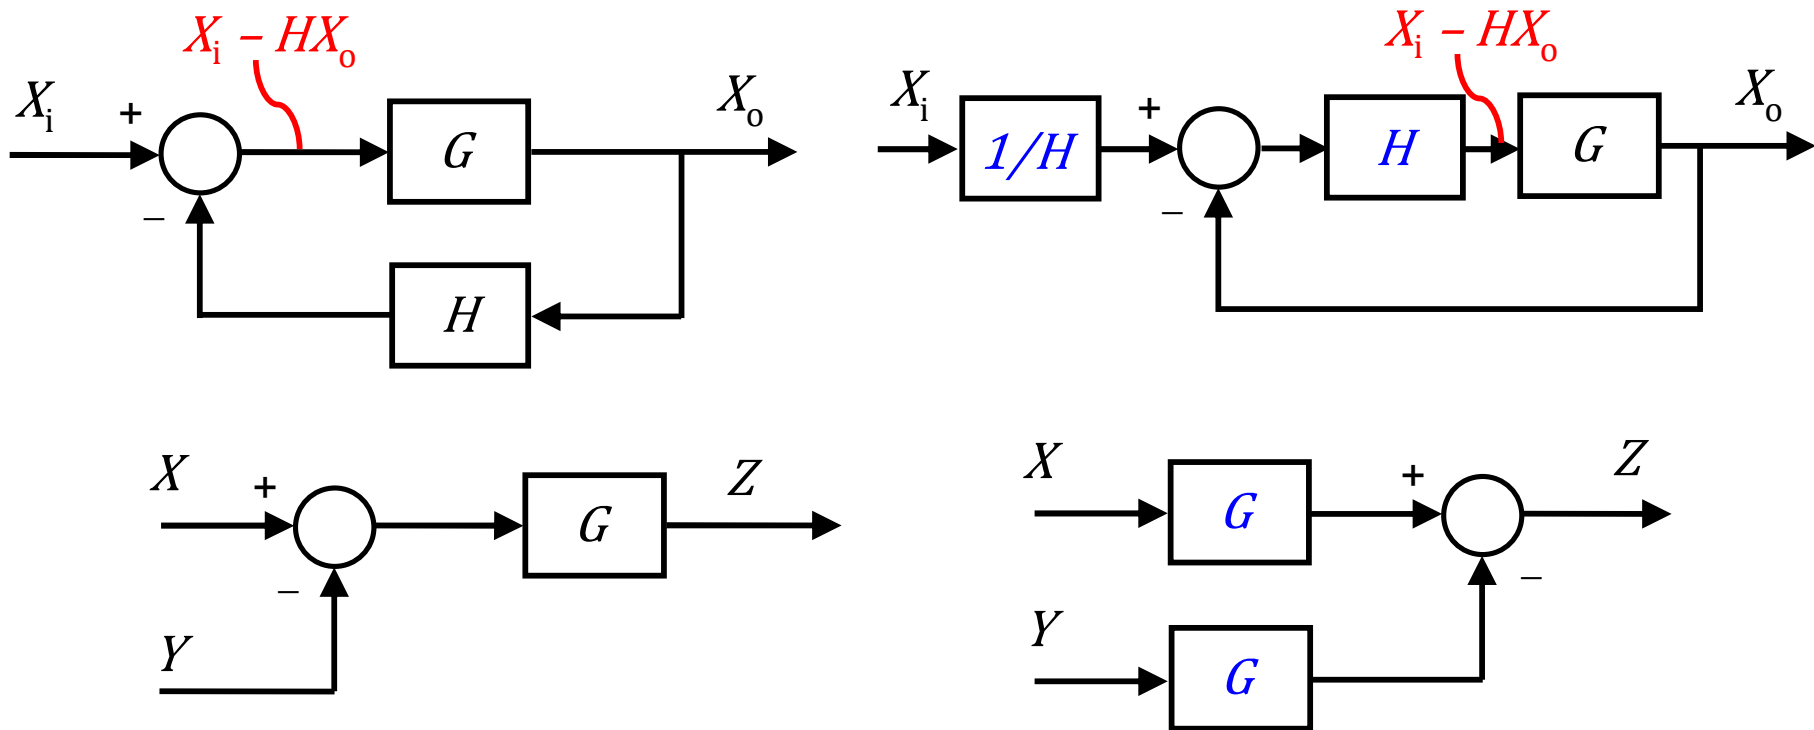 Xi – HXo
Xi + G Xo
–
H
Xi – HXo
Xi 1/H + H G Xo
–
X + G Z
–
Y
X G + Z
–
Y G